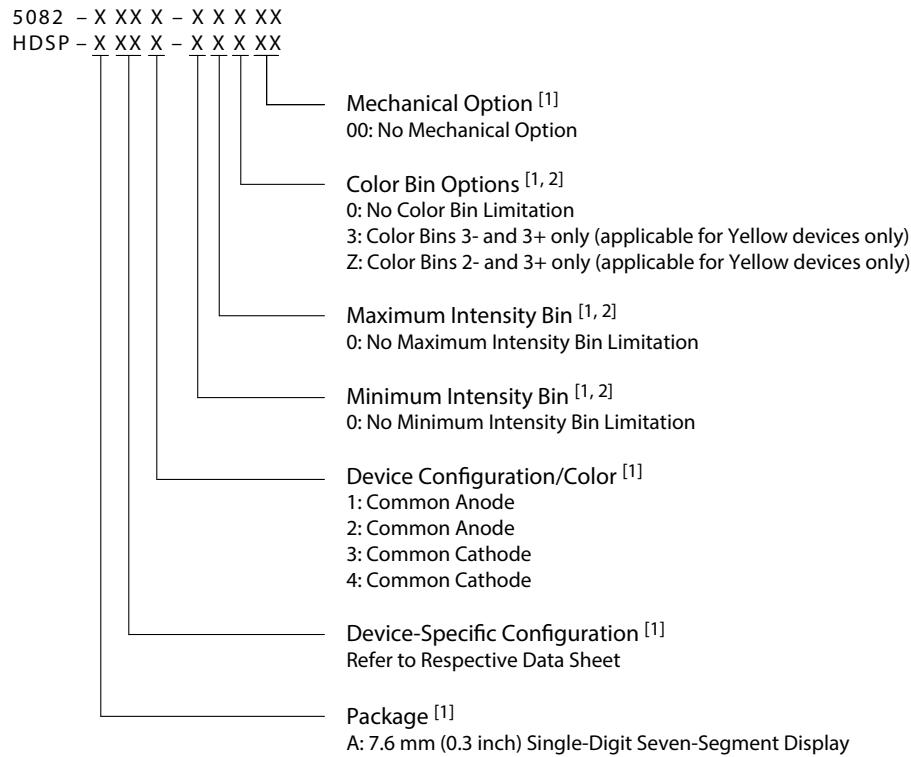 5082 – X XX X – X X X XX
HDSP – X XX X – X X X XX
Mechanical Option [1]
00: No Mechanical Option
Color Bin Options [1, 2]
0: No Color Bin Limitation
3: Color Bins 3- and 3+ only (applicable for Yellow devices only)
Z: Color Bins 2- and 3+ only (applicable for Yellow devices only)
Maximum Intensity Bin [1, 2]
0: No Maximum Intensity Bin Limitation
Minimum Intensity Bin [1, 2]
0: No Minimum Intensity Bin Limitation
Device Configuration/Color [1]
1: Common Anode
2: Common Anode
3: Common Cathode
4: Common Cathode
Device-Specific Configuration [1]
Refer to Respective Data Sheet
Package [1]
A: 7.6 mm (0.3 inch) Single-Digit Seven-Segment Display